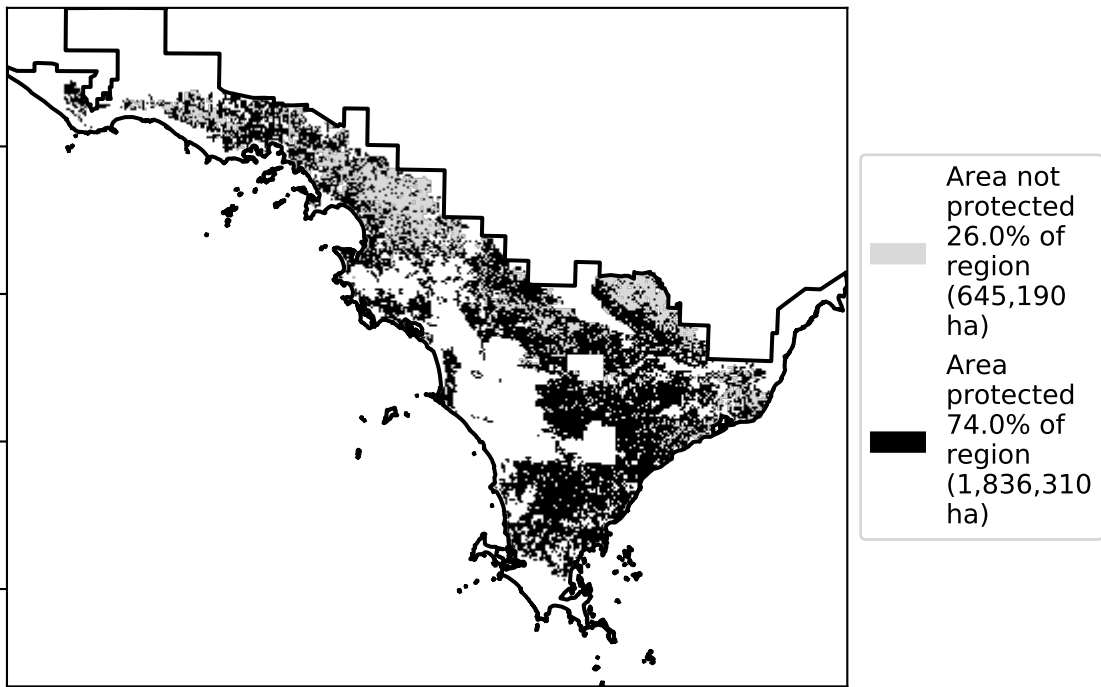 Area not
protected
26.0% of
region
(645,190
ha)
Area
protected
74.0% of
region
(1,836,310
ha)